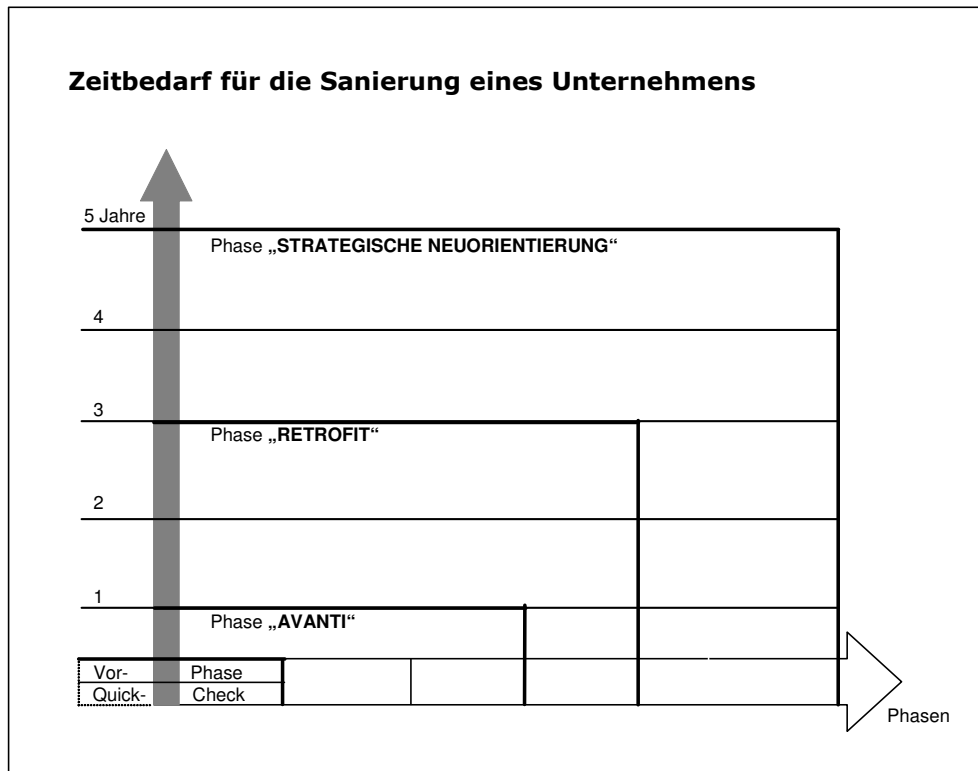 Zeitbedarf für die Sanierung eines Unternehmens
5 Jahre
Phase „STRATEGISCHE NEUORIENTIERUNG“
4
3
Phase „RETROFIT“
2
1
Phase „AVANTI“
Vor- Phase
Quick- Check
Phasen